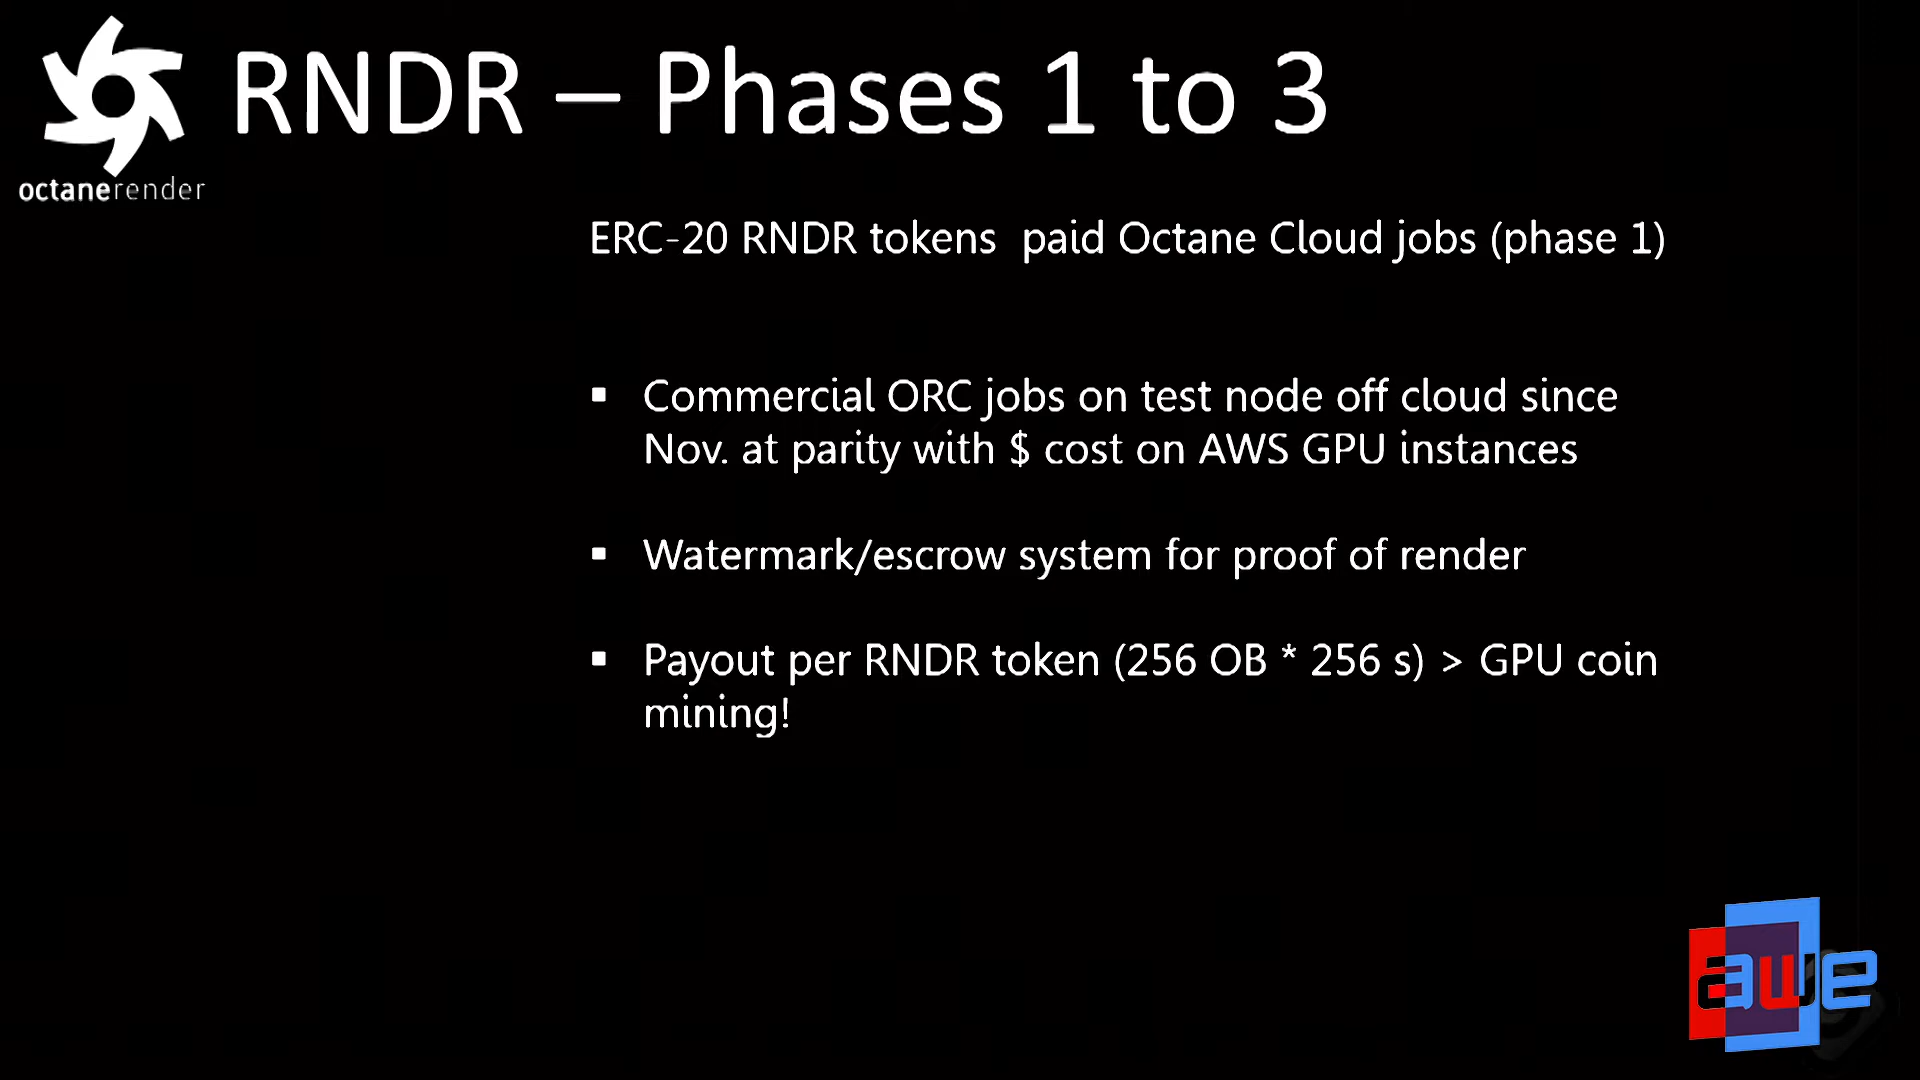 RNDR – Phases 1 to 3
octanerender
ERC-20 RNDR tokens  paid Octane Cloud jobs (phase 1)
▪ Commercial ORC jobs on test node off cloud since
Nov. at parity with $ cost on AWS GPU instances
▪ Watermark/escrow system for proof of render
▪ Payout per RNDR token (256 OB * 256 s) > GPU coin
mining!
awe